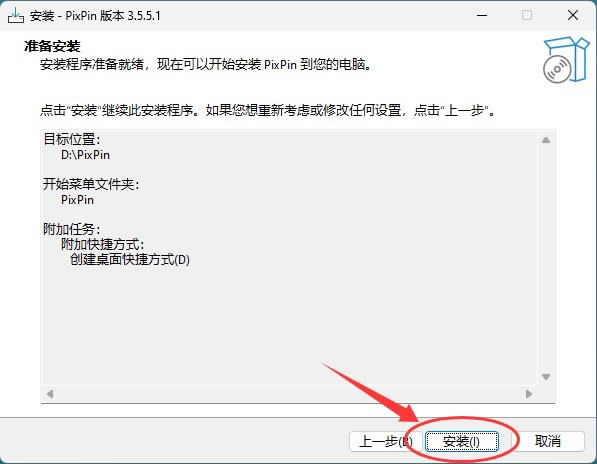 安装 - PixPin 版本 3.5.5.1
准备安装
安装程序准备就绪，现在可以开始安装 PixPin 到您的电脑。
点击“安装”继续此安装程序。如果您想重新考虑或修改任何设置，点击“上一步”。
目标位置：
D:\PixPin
开始菜单文件夹：
PixPin
附加任务：
附加快捷方式：
创建桌面快捷方式(D)
上一步(B) 安装(I) 取消